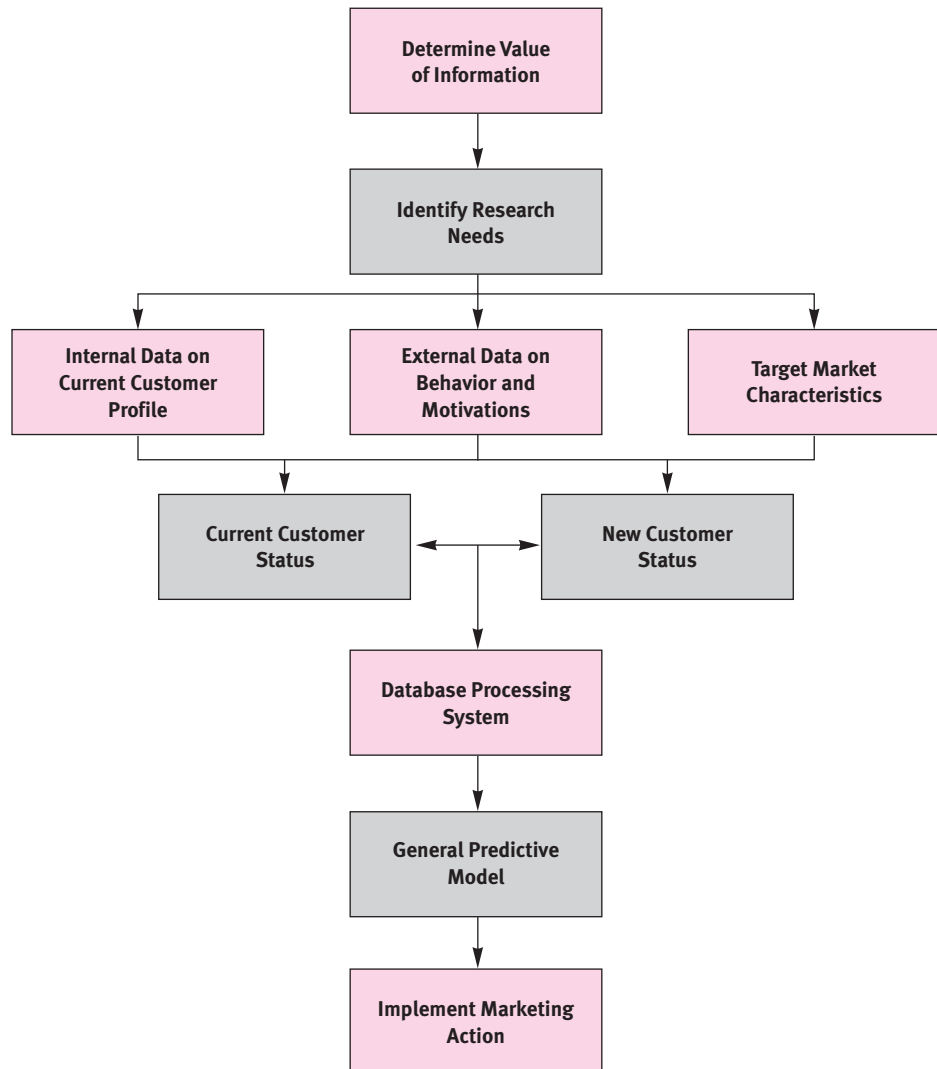 Determine Value
of Information
Identify Research
Needs
Internal Data on
Current Customer
Profile
External Data on
Behavior and
Motivations
Target Market
Characteristics
Current Customer
Status
New Customer
Status
Database Processing
System
General Predictive
Model
Implement Marketing
Action